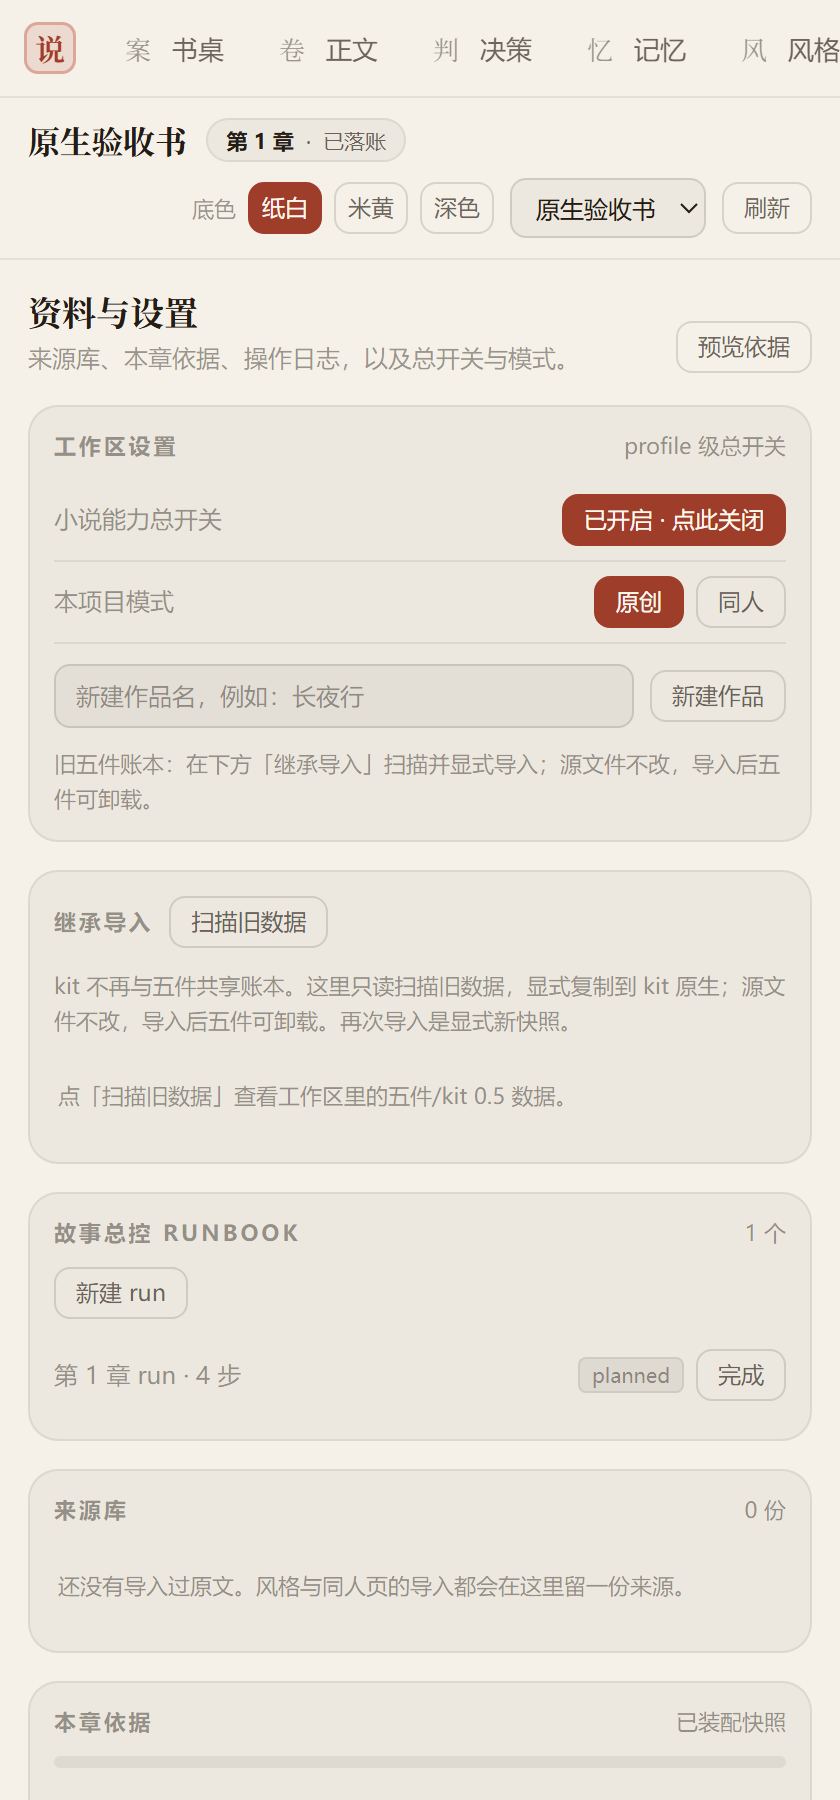 说 案 书桌 卷 正文 判 决策 忆 记忆 风 风格
原生验收书 第 1 章 · 已落账
底色 纸白 米黄 深色 原生验收书 刷新
资料与设置
来源库、本章依据、操作日志，以及总开关与模式。 预览依据
工作区设置 profile 级总开关
小说能力总开关 已开启 · 点此关闭
本项目模式 原创 同人
新建作品名，例如：长夜行 新建作品
旧五件账本：在下方「继承导入」扫描并显式导入；源文件不改，导入后五
件可卸载。
继承导入 扫描旧数据
kit 不再与五件共享账本。这里只读扫描旧数据，显式复制到 kit 原生；源文
件不改，导入后五件可卸载。再次导入是显式新快照。
点「扫描旧数据」查看工作区里的五件/kit 0.5 数据。
故事总控 RUNBOOK 1 个
新建 run
第 1 章 run · 4 步 planned 完成
来源库 0 份
还没有导入过原文。风格与同人页的导入都会在这里留一份来源。
本章依据 已装配快照